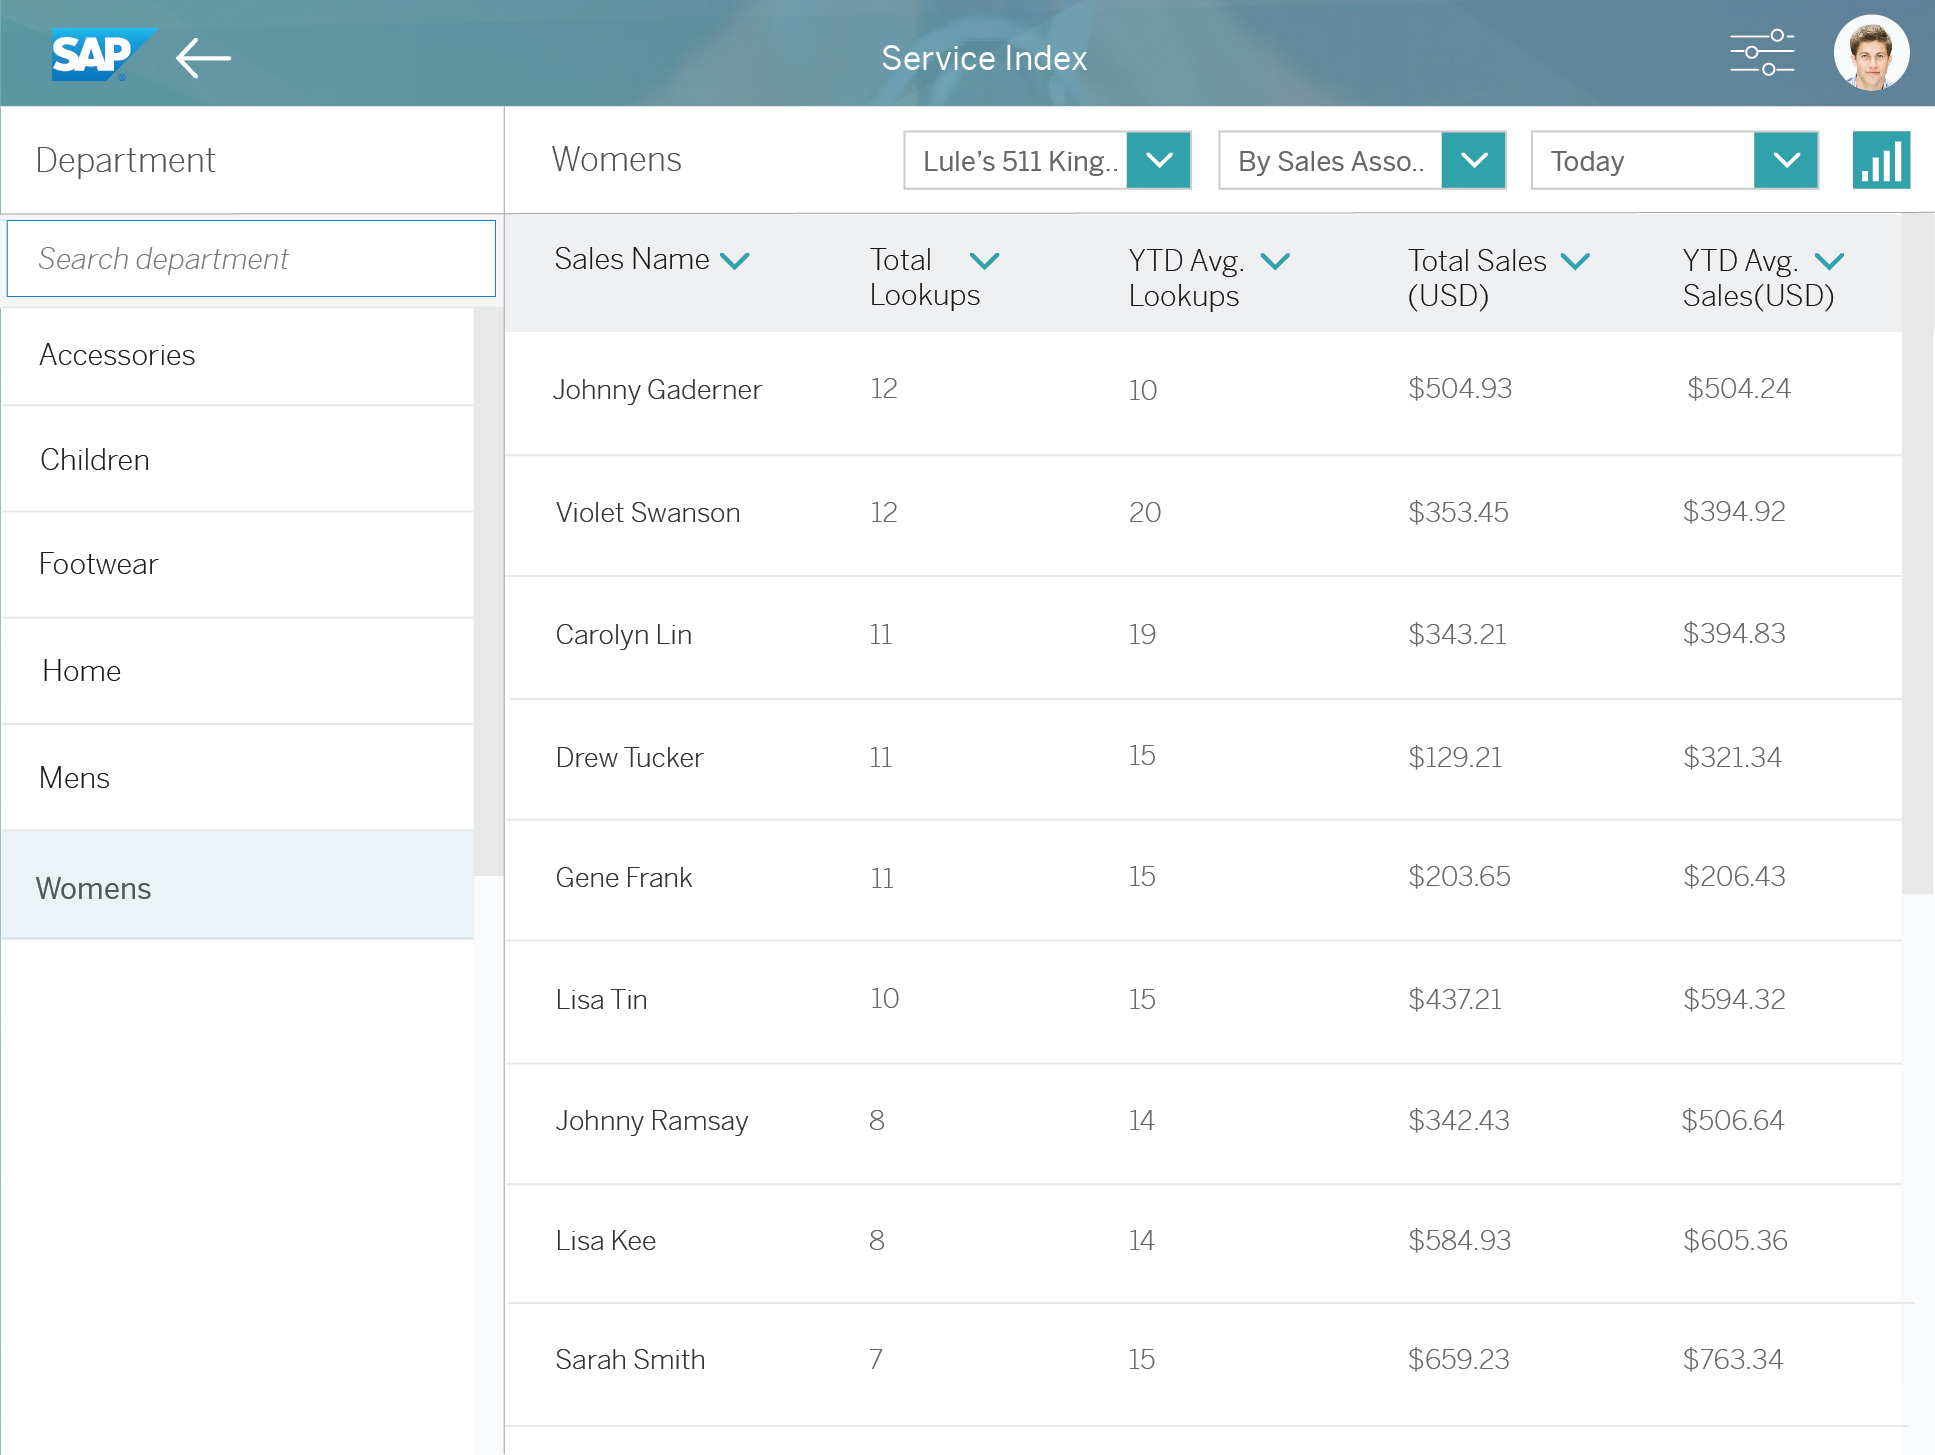 SAP
Service Index
Department
Womens
Lule’s 511 King..
By Sales Asso..
Today
Search department
Accessories
Children
Footwear
Home
Mens
Womens
Sales Name
Total Lookups
YTD Avg. Lookups
Total Sales (USD)
YTD Avg. Sales(USD)
Johnny Gaderner 12 10 $504.93 $504.24
Violet Swanson 12 20 $353.45 $394.92
Carolyn Lin 11 19 $343.21 $394.83
Drew Tucker 11 15 $129.21 $321.34
Gene Frank 11 15 $203.65 $206.43
Lisa Tin 10 15 $437.21 $594.32
Johnny Ramsay 8 14 $342.43 $506.64
Lisa Kee 8 14 $584.93 $605.36
Sarah Smith 7 15 $659.23 $763.34